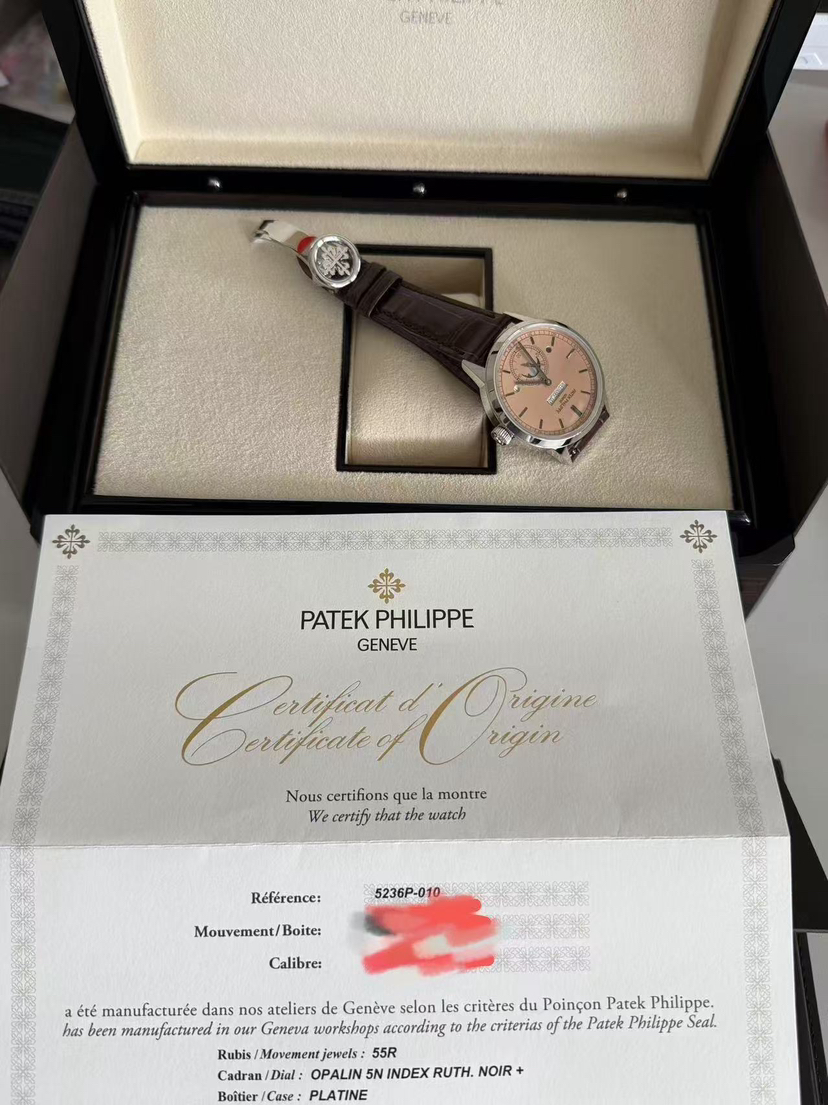 GENEVE
PATEK PHILIPPE
GENEVE
Certificat d'Origine
Certificate of Origin
Nous certifions que la montre
We certify that the watch
Référence: 5236P-010
Mouvement/Boite:
Calibre:
a été manufacturée dans nos ateliers de Genève selon les critères du Poinçon Patek Philippe.
has been manufactured in our Geneva workshops according to the criterias of the Patek Philippe Seal.
Rubis / Movement jewels : 55R
Cadran / Dial : OPALIN 5N INDEX RUTH. NOIR +
Boîtier / Case : PLATINE